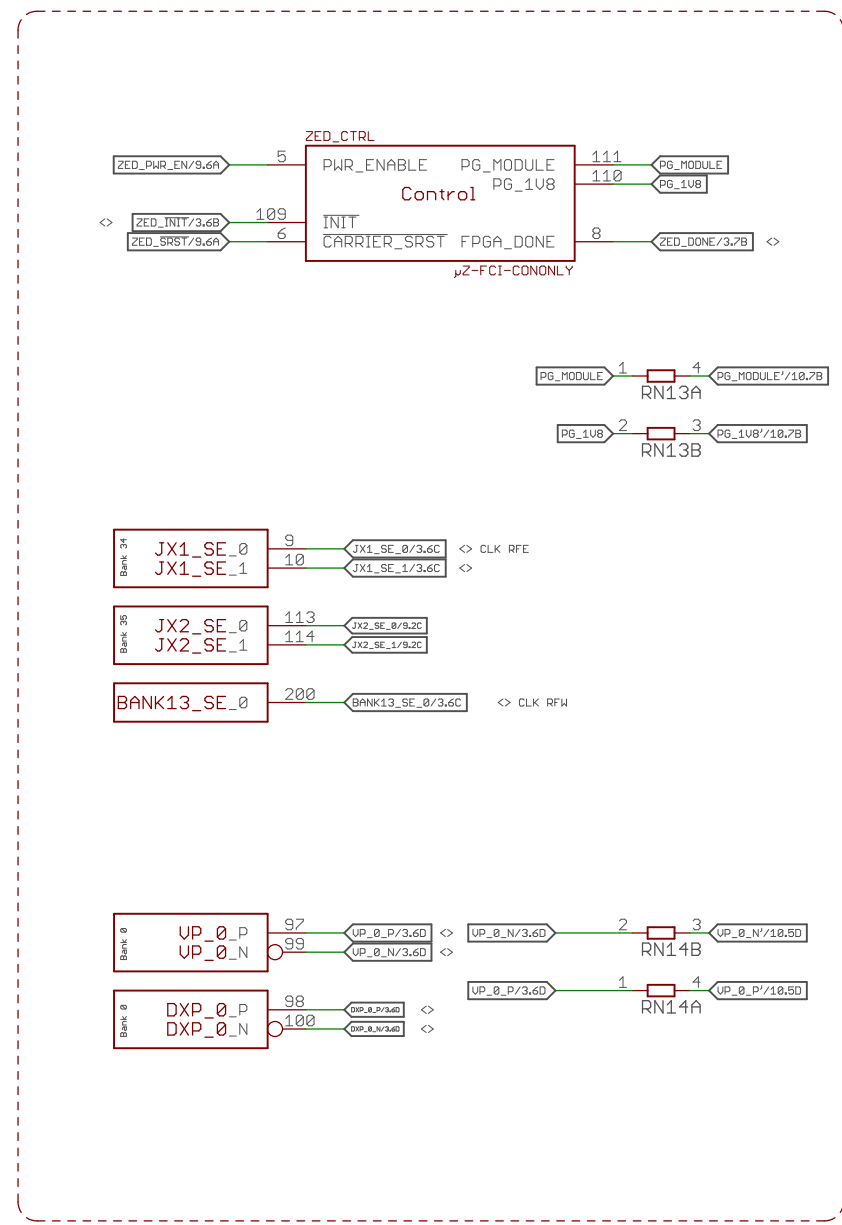 ZED_CTRL
ZED_PWR_EN/9.6A 5 PWR_ENABLE PG_MODULE 111 PG_MODULE
PG_1V8 110 PG_1V8
Control
<> ZED_INIT/3.6B 109 INIT
ZED_SRST/9.6A 6 CARRIER_SRST FPGA_DONE 8 ZED_DONE/3.7B <>
µZ-FCI-CONONLY
PG_MODULE 1 4 PG_MODULE'/10.7B
RN13A
PG_1V8 2 3 PG_1V8'/10.7B
RN13B
Bank 34
JX1_SE_0 9 JX1_SE_0/3.6C <> CLK RFE
JX1_SE_1 10 JX1_SE_1/3.6C <>
Bank 35
JX2_SE_0 113 JX2_SE_0/9.2C
JX2_SE_1 114 JX2_SE_1/9.2C
BANK13_SE_0 200 BANK13_SE_0/3.6C <> CLK RFW
Bank 0
VP_0_P 97 VP_0_P/3.6D <> VP_0_N/3.6D 2 3 VP_0_N'/10.5D
VP_0_N 99 VP_0_N/3.6D <>
RN14B
VP_0_P/3.6D 1 4 VP_0_P'/10.5D
RN14A
Bank 0
DXP_0_P 98 DXP_0_P/3.6D <>
DXP_0_N 100 DXP_0_N/3.6D <>